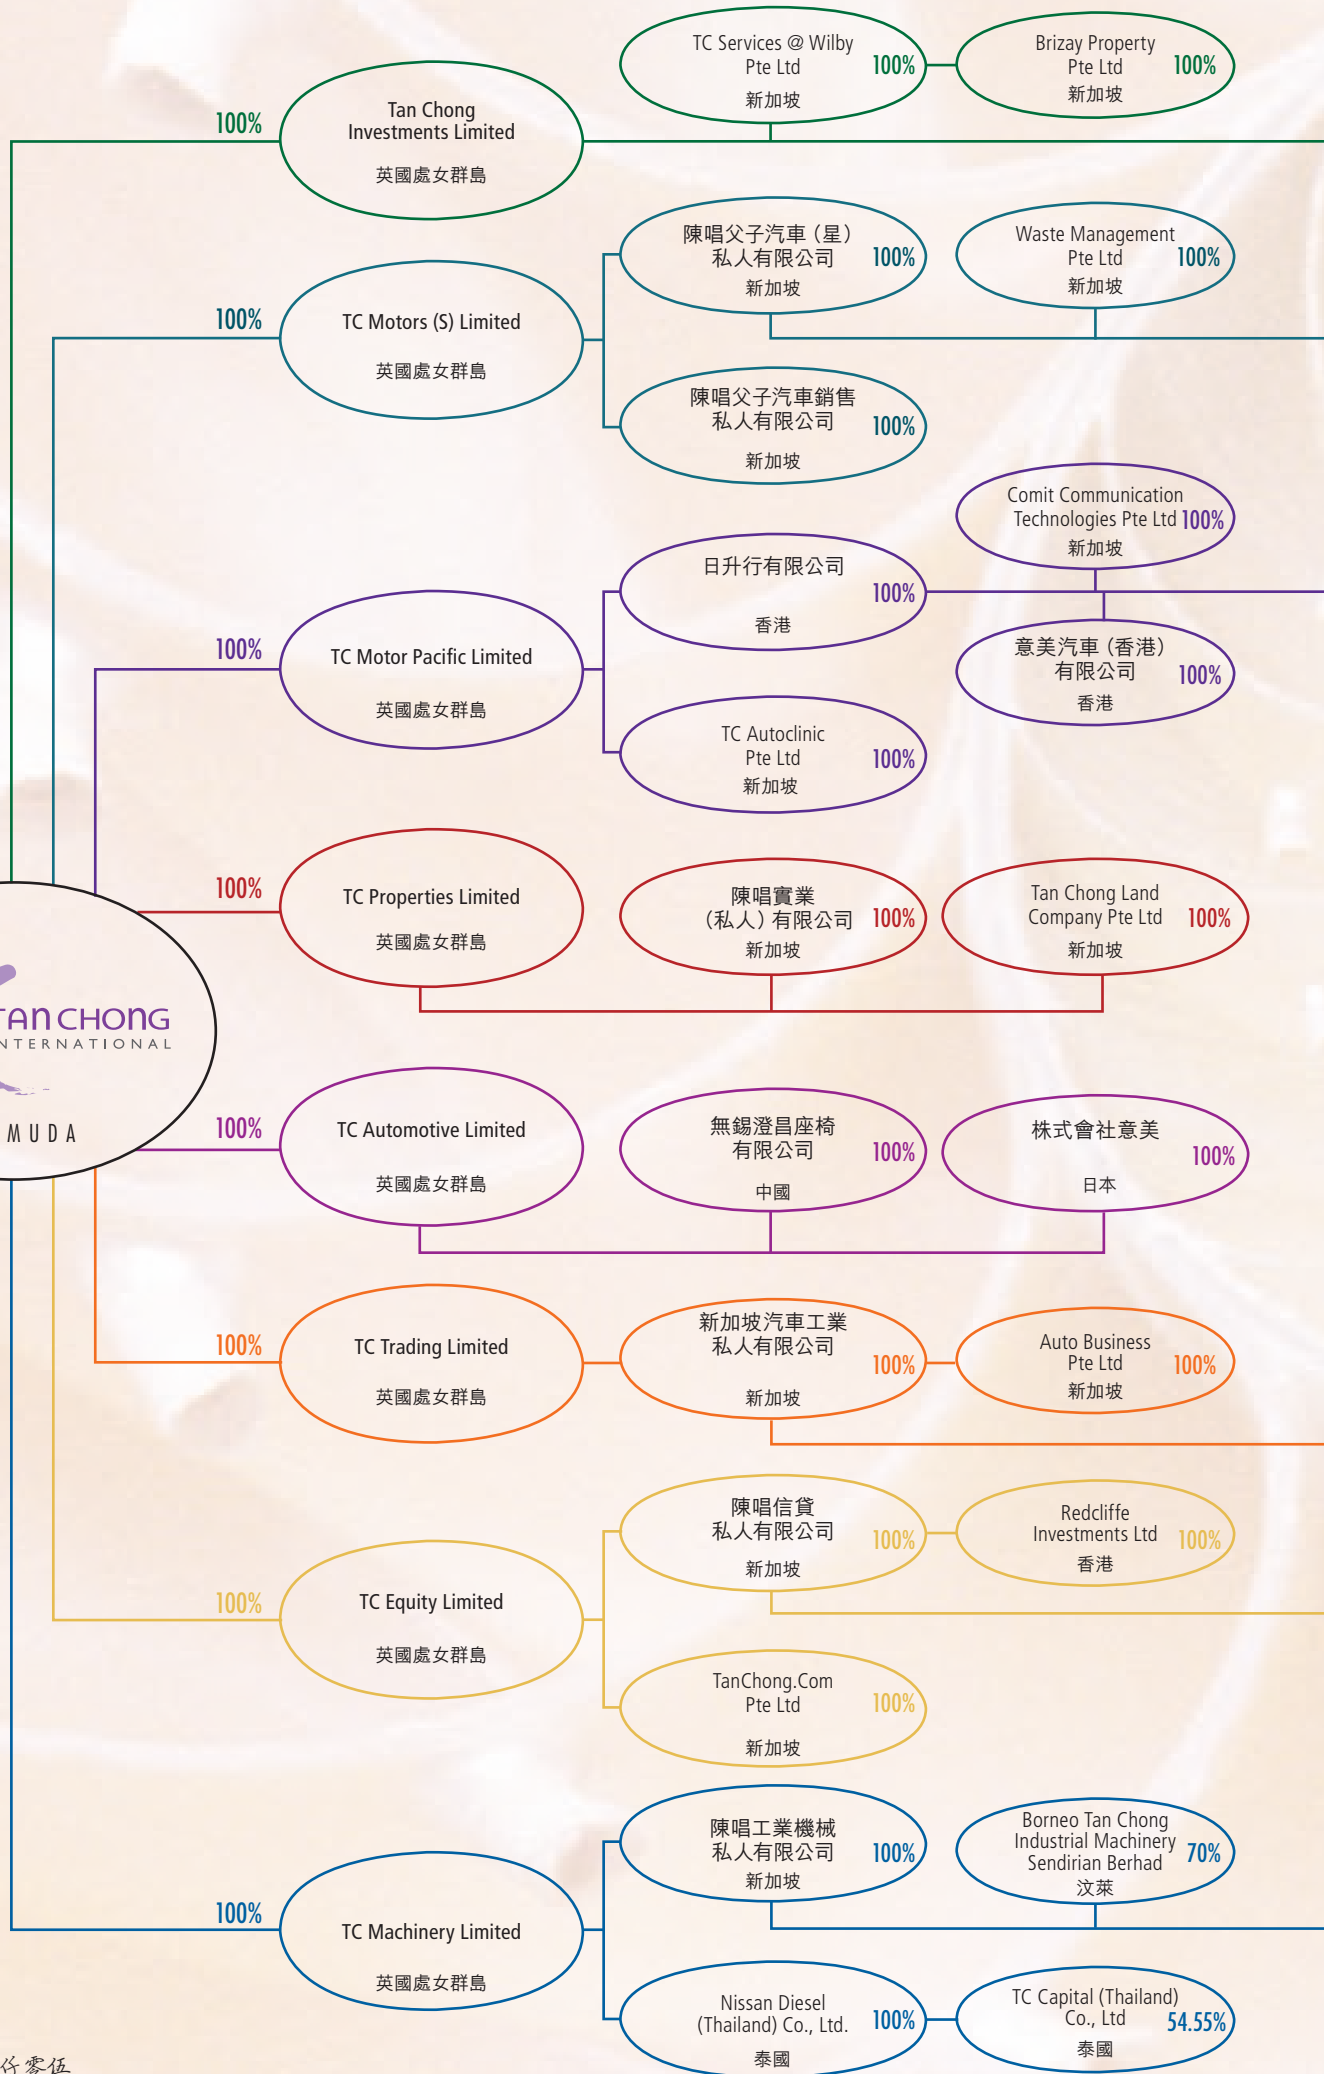 TC Services @ Wilby
Pte Ltd
100%
新加坡
Brizay Property
Pte Ltd
100%
新加坡
100%
Tan Chong
Investments Limited
英國處女群島
陳唱父子汽車（星）
私人有限公司
100%
新加坡
Waste Management
Pte Ltd
100%
新加坡
100%
TC Motors (S) Limited
英國處女群島
陳唱父子汽車銷售
私人有限公司
100%
新加坡
Comit Communication
Technologies Pte Ltd 100%
新加坡
日升行有限公司
100%
香港
100%
TC Motor Pacific Limited
英國處女群島
意美汽車（香港）
有限公司
100%
香港
TC Autoclinic
Pte Ltd
100%
新加坡
100%
TC Properties Limited
英國處女群島
陳唱實業
（私人）有限公司 100%
新加坡
Tan Chong Land
Company Pte Ltd 100%
新加坡
TAN CHONG
NTERNATIONAL
MUDA
100%
TC Automotive Limited
英國處女群島
無錫澄昌座椅
有限公司
100%
中國
株式會社意美
100%
日本
100%
TC Trading Limited
英國處女群島
新加坡汽車工業
私人有限公司
100%
新加坡
Auto Business
Pte Ltd
100%
新加坡
陳唱信貸
私人有限公司
100%
新加坡
Redcliffe
Investments Ltd
100%
香港
100%
TC Equity Limited
英國處女群島
TanChong.Com
Pte Ltd
100%
新加坡
陳唱工業機械
私人有限公司
100%
新加坡
Borneo Tan Chong
Industrial Machinery
Sendirian Berhad
70%
汶萊
100%
TC Machinery Limited
英國處女群島
Nissan Diesel
(Thailand) Co., Ltd.
100%
泰國
TC Capital (Thailand)
Co., Ltd
54.55%
泰國
仟零伍